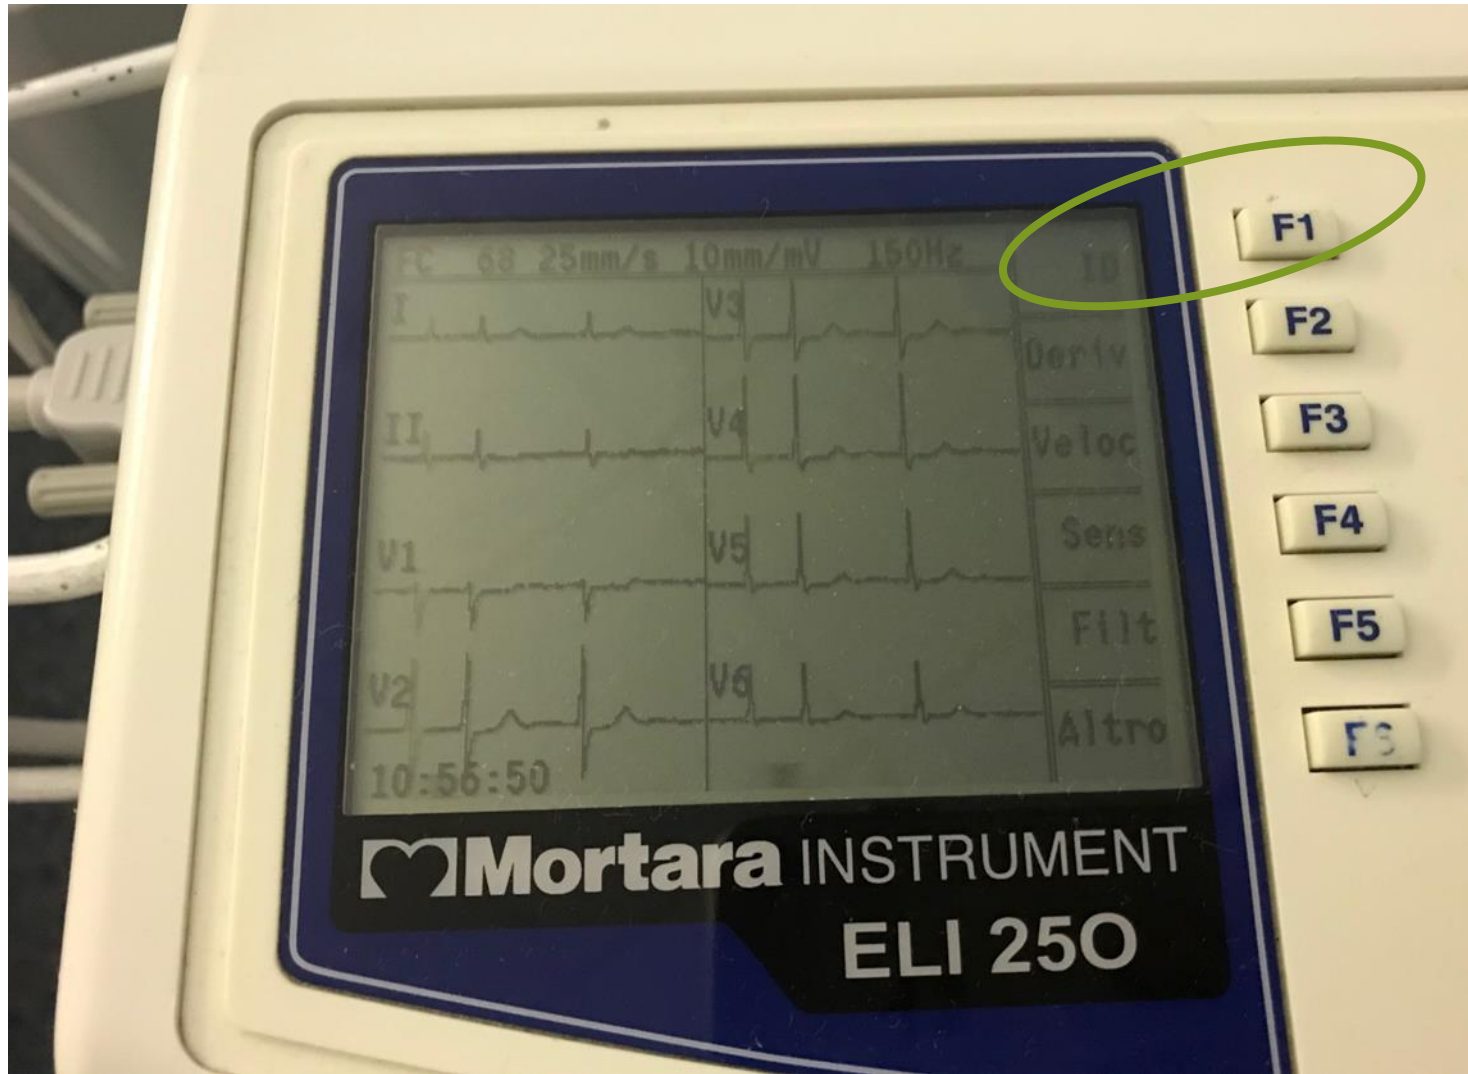 FC 68 25mm/s 10mm/mV 150Hz
ID
F1
I
V3
Deriv
F2
II
V4
Veloc
F3
V1
V5
Sens
F4
V2
V6
Filt
F5
Altro
F6
10:56:50
Mortara INSTRUMENT
ELI 250